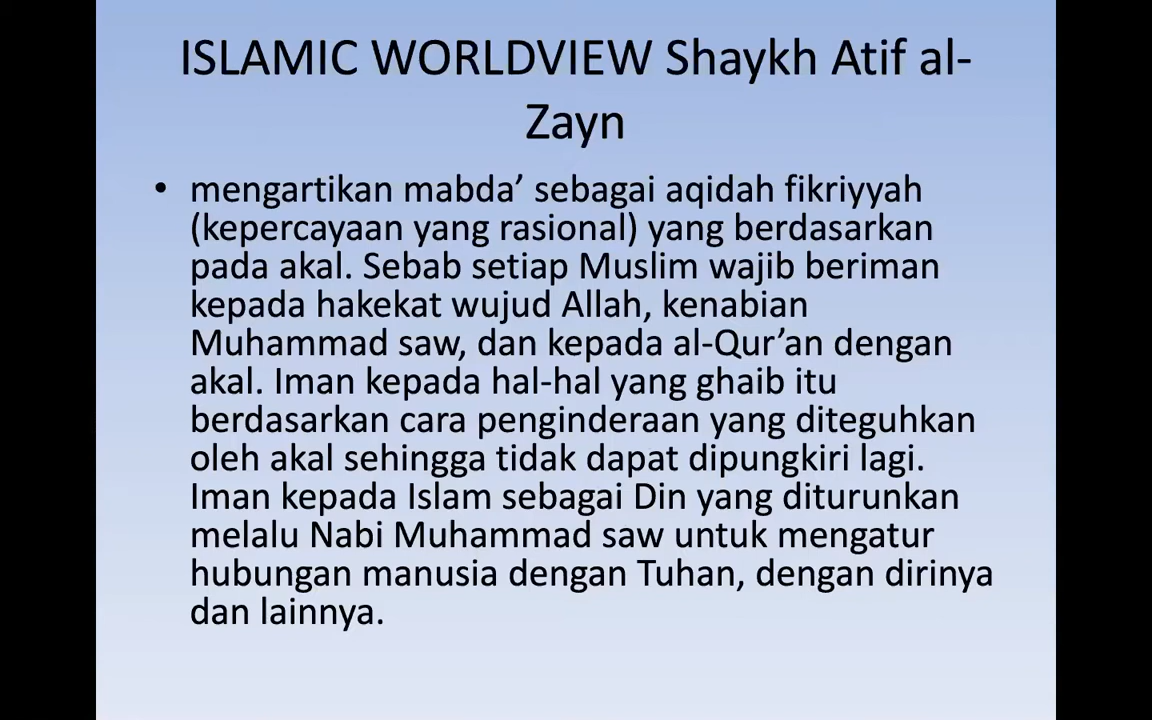 ISLAMIC WORLDVIEW Shaykh Atif al-
Zayn
• mengartikan mabda’ sebagai aqidah fikriyyah
(kepercayaan yang rasional) yang berdasarkan
pada akal. Sebab setiap Muslim wajib beriman
kepada hakekat wujud Allah, kenabian
Muhammad saw, dan kepada al-Qur’an dengan
akal. Iman kepada hal-hal yang ghaib itu
berdasarkan cara penginderaan yang diteguhkan
oleh akal sehingga tidak dapat dipungkiri lagi.
Iman kepada Islam sebagai Din yang diturunkan
melalu Nabi Muhammad saw untuk mengatur
hubungan manusia dengan Tuhan, dengan dirinya
dan lainnya.